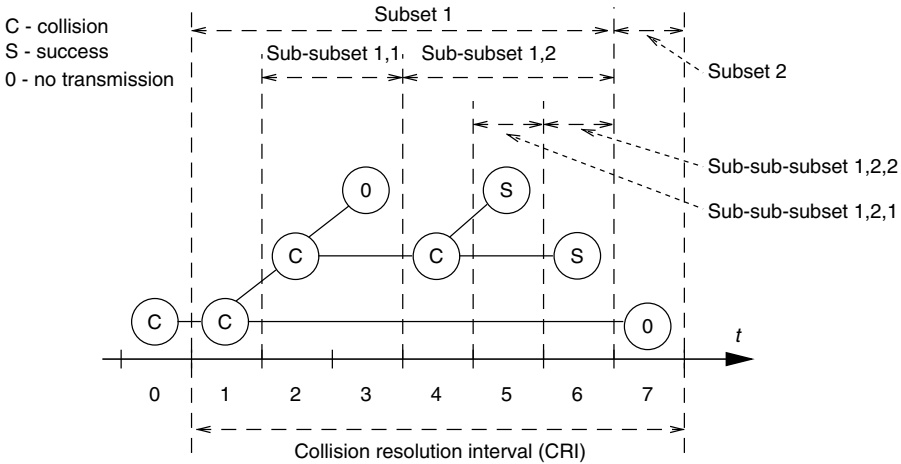 Subset 1
C - collision
S - success
0 - no transmission
Sub-subset 1,1
Sub-subset 1,2
Subset 2
Sub-sub-subset 1,2,2
Sub-sub-subset 1,2,1
0
S
C
C
S
C
C
0
t
0 1 2 3 4 5 6 7
Collision resolution interval (CRI)